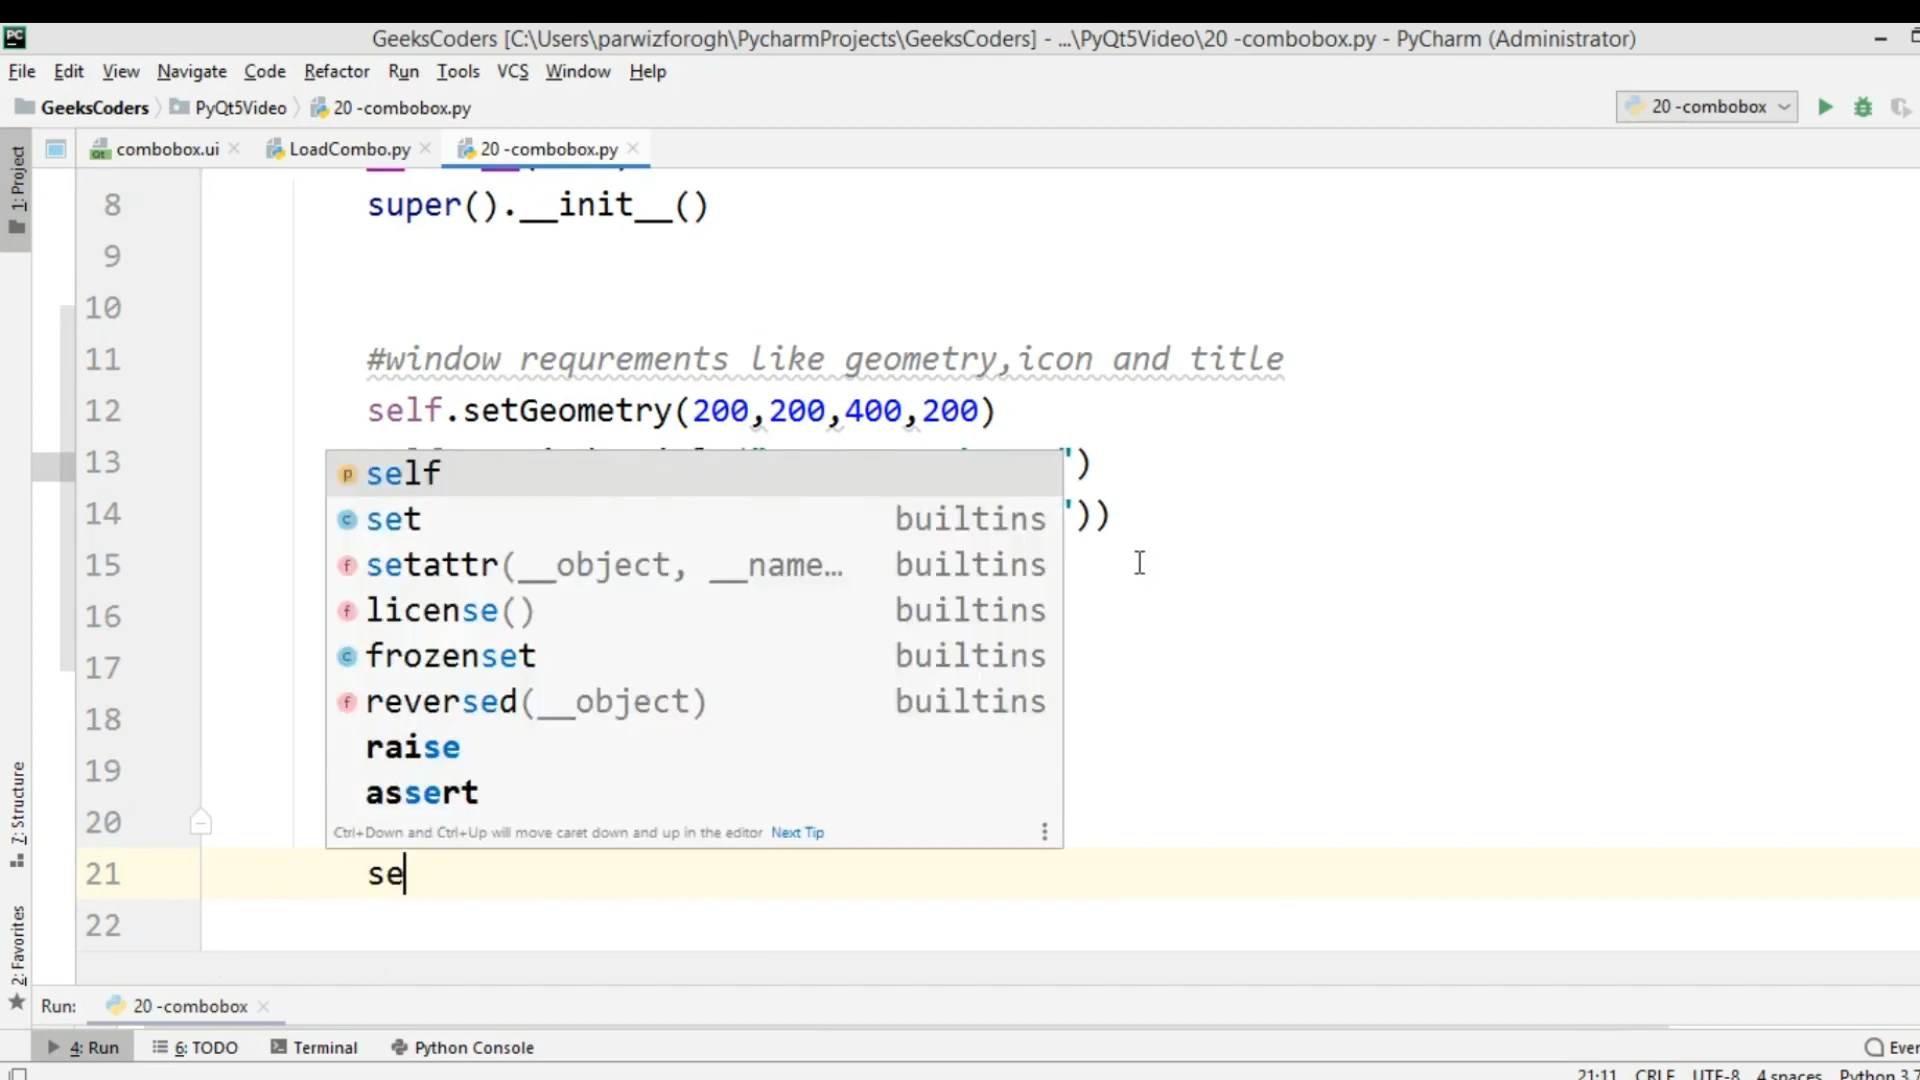 PC GeeksCoders [C:\Users\parwizforogh\PycharmProjects\GeeksCoders] - ...\PyQt5Video\20 -combobox.py - PyCharm (Administrator)
File Edit View Navigate Code Refactor Run Tools VCS Window Help
GeeksCoders PyQt5Video 20 -combobox.py 20 -combobox
combobox.ui LoadCombo.py 20 -combobox.py
1: Project
8 super().__init__()
9
10
11 #window requrements like geometry,icon and title
12 self.setGeometry(200,200,400,200)
13 ")
14 "))
15
16
17
18
19
20
self
set builtins
setattr(__object, __name… builtins
license() builtins
frozenset builtins
reversed(__object) builtins
raise
assert
Ctrl+Down and Ctrl+Up will move caret down and up in the editor Next Tip
21 se
22
7: Structure
2: Favorites
Run: 20 -combobox
4: Run 6: TODO Terminal Python Console Ever
21:11 CRLF UTF-8 4 spaces Python 3.7